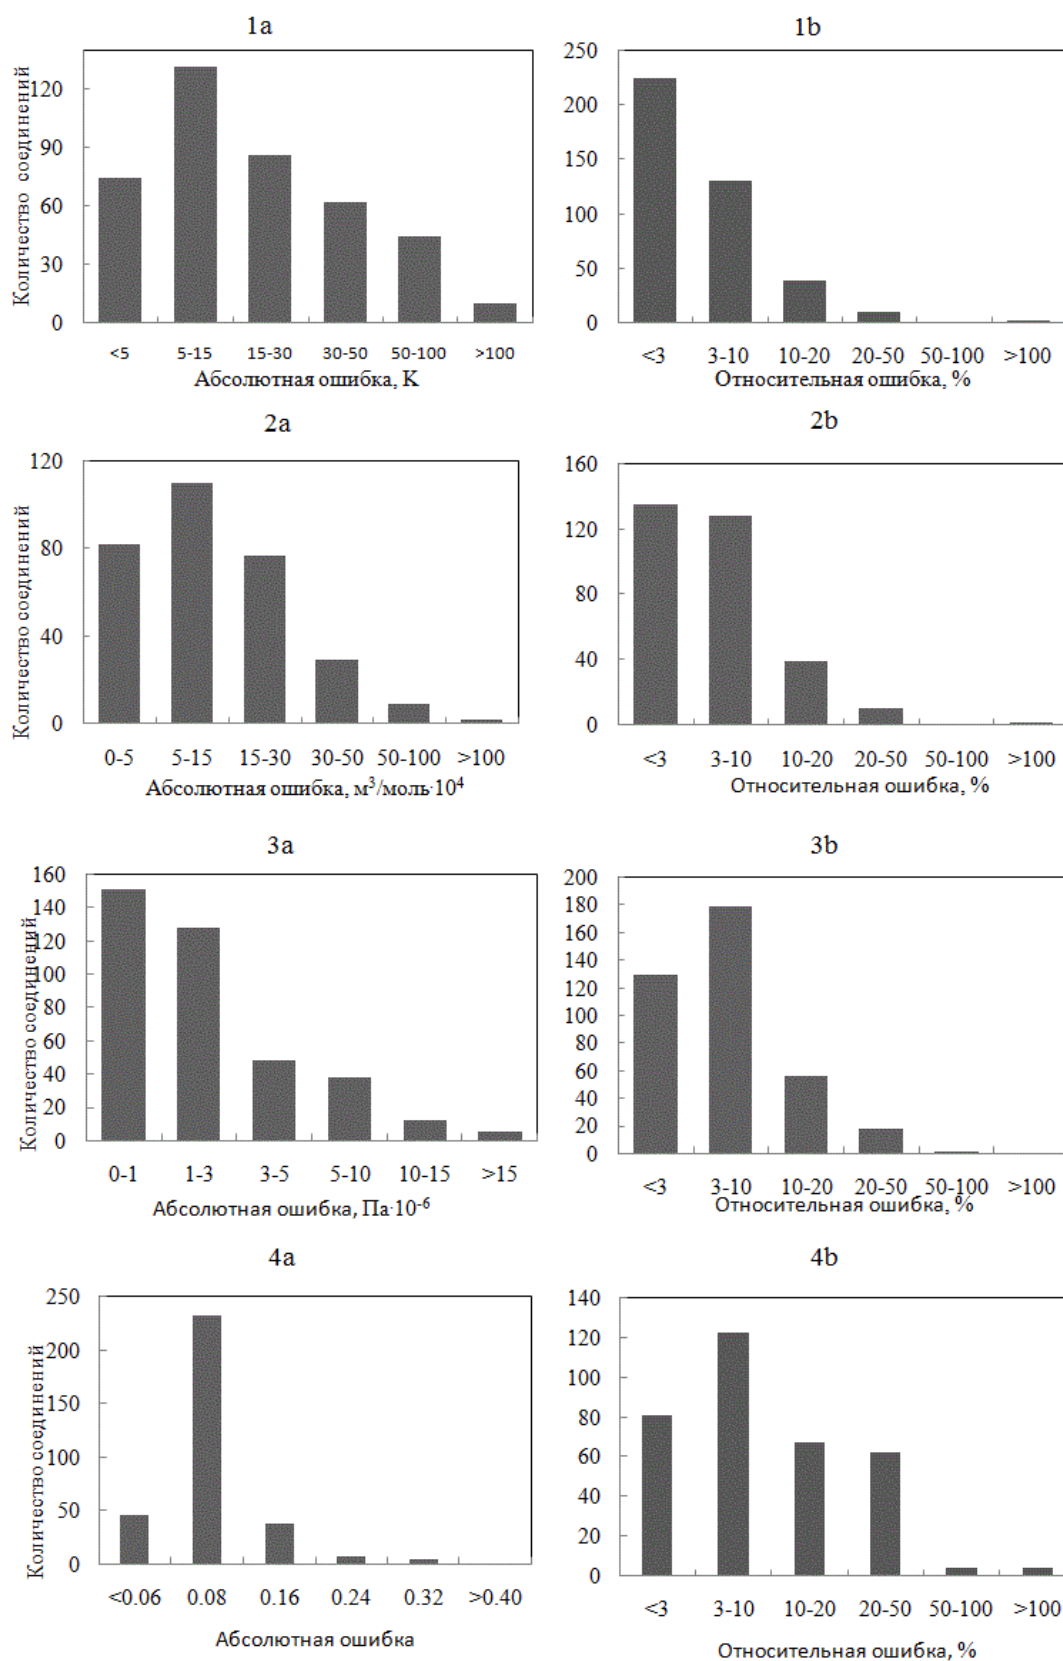 1a
Количество соединений
120
90
60
30
0
<5 5-15 15-30 30-50 50-100 >100
Абсолютная ошибка, К
1b
250
200
150
100
50
0
<3 3-10 10-20 20-50 50-100 >100
Относительная ошибка, %
2a
Количество соединений
120
80
40
0
0-5 5-15 15-30 30-50 50-100 >100
Абсолютная ошибка, м³/моль·10⁴
2b
160
120
80
40
0
<3 3-10 10-20 20-50 50-100 >100
Относительная ошибка, %
3a
Количество соединений
160
140
120
100
80
60
40
20
0
0-1 1-3 3-5 5-10 10-15 >15
Абсолютная ошибка, Па·10⁻⁶
3b
200
180
160
140
120
100
80
60
40
20
0
<3 3-10 10-20 20-50 50-100 >100
Относительная ошибка, %
4a
Количество соединений
250
200
150
100
50
0
<0.06 0.08 0.16 0.24 0.32 >0.40
Абсолютная ошибка
4b
140
120
100
80
60
40
20
0
<3 3-10 10-20 20-50 50-100 >100
Относительная ошибка, %